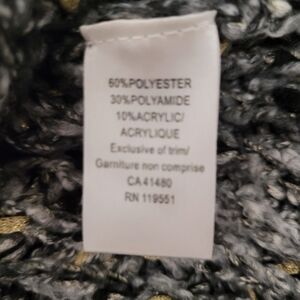 60%POLYESTER
30%POLYAMIDE
10%ACRYLIC/
ACRYLIQUE
Exclusive of trim/
Garniture non comprise
CA 41480
RN 119551